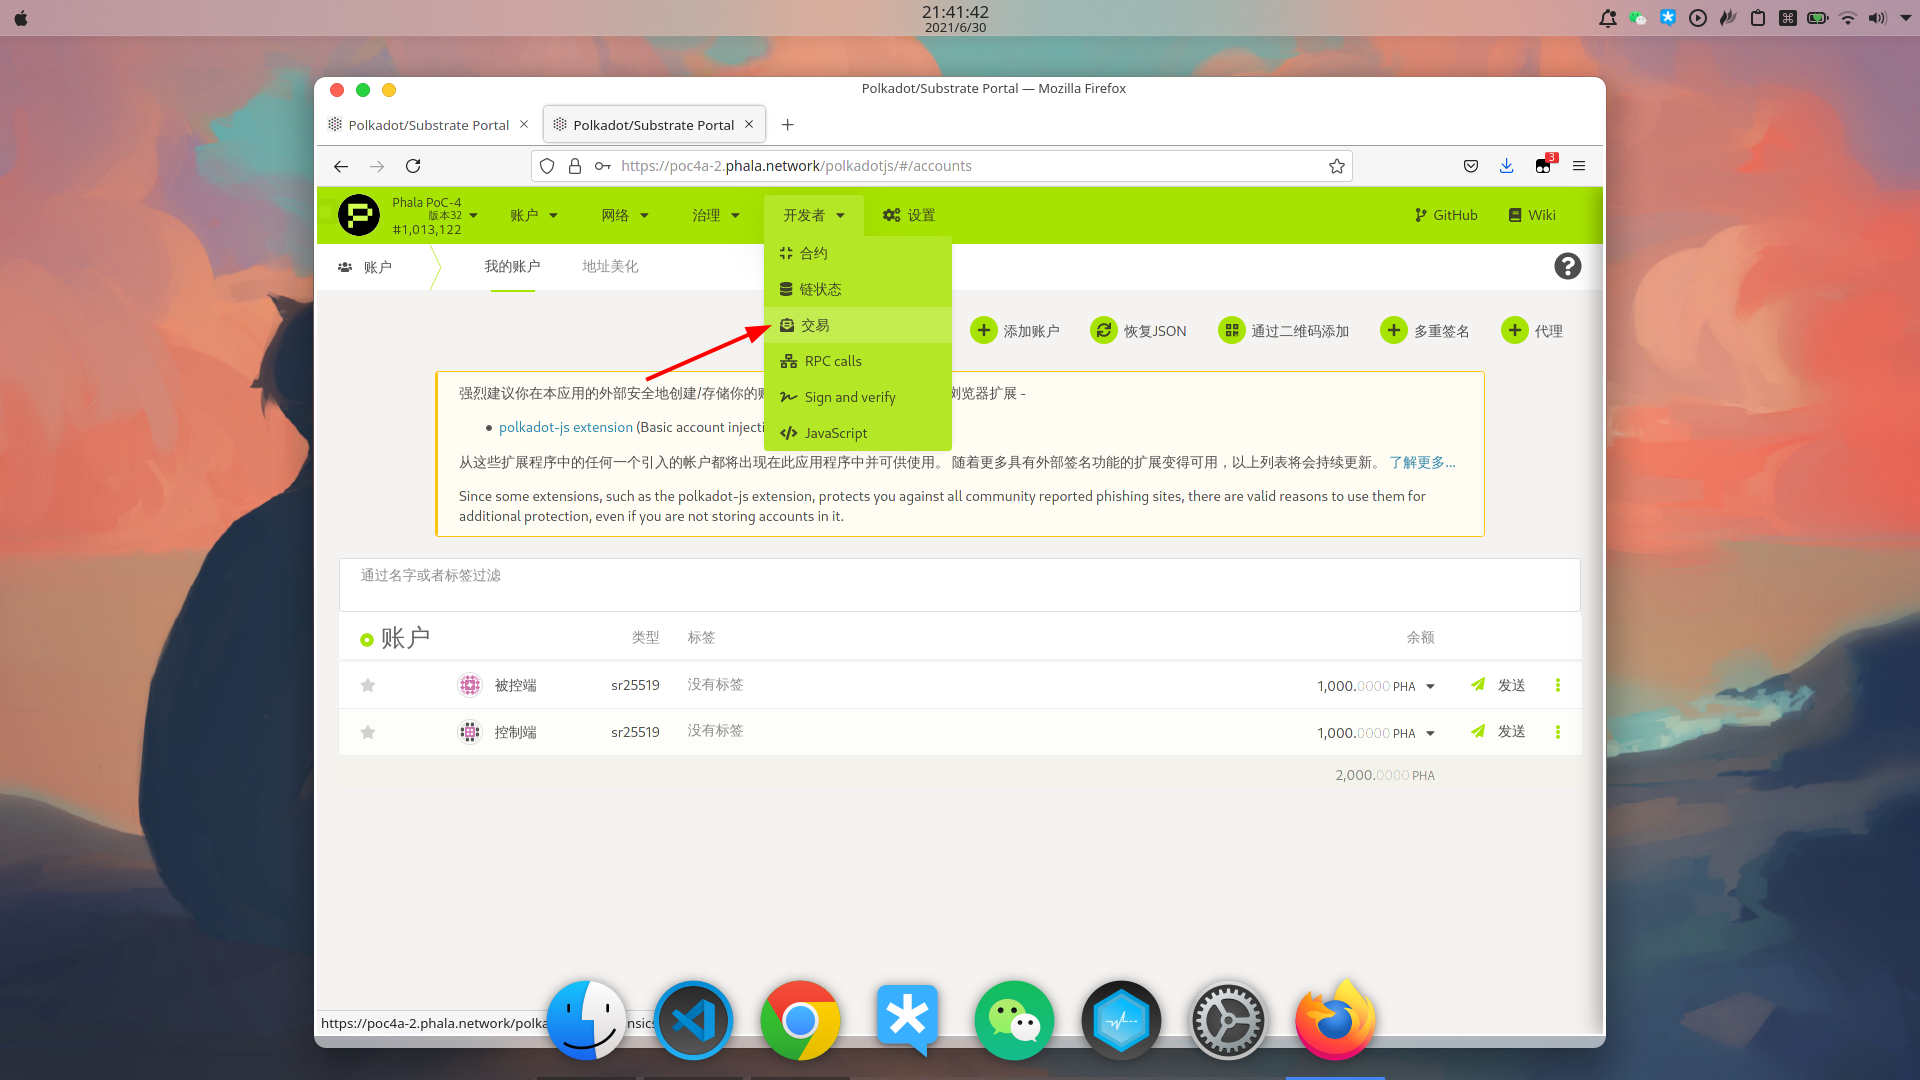 21:41:42
2021/6/30
Polkadot/Substrate Portal — Mozilla Firefox
Polkadot/Substrate Portal
Polkadot/Substrate Portal
https://poc4a-2.phala.network/polkadotjs/#/accounts
3
Phala PoC-4
版本32
#1,013,122
账户
网络
治理
开发者
设置
GitHub
Wiki
账户
我的账户
地址美化
合约
链状态
交易
RPC calls
Sign and verify
JavaScript
添加账户
恢复JSON
通过二维码添加
多重签名
代理
强烈建议你在本应用的外部安全地创建/存储你的
浏览器扩展 -
polkadot-js extension (Basic account injecti
从这些扩展程序中的任何一个引入的帐户都将出现在此应用程序中并可供使用。 随着更多具有外部签名功能的扩展变得可用，以上列表将会持续更新。 了解更多...
Since some extensions, such as the polkadot-js extension, protects you against all community reported phishing sites, there are valid reasons to use them for
additional protection, even if you are not storing accounts in it.
通过名字或者标签过滤
账户 类型 标签 余额
被控端 sr25519 没有标签 1,000.0000 PHA 发送
控制端 sr25519 没有标签 1,000.0000 PHA 发送
2,000.0000 PHA
https://poc4a-2.phala.network/polka
nsics